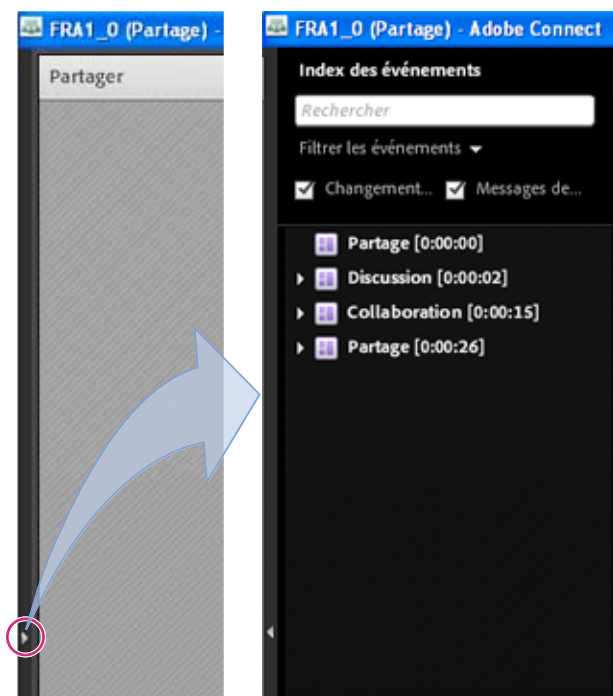 FRA1_0 (Partage) -
Partager
FRA1_0 (Partage) - Adobe Connect
Index des événements
Rechercher
Filtrer les événements
Changement... Messages de...
Partage [0:00:00]
Discussion [0:00:02]
Collaboration [0:00:15]
Partage [0:00:26]